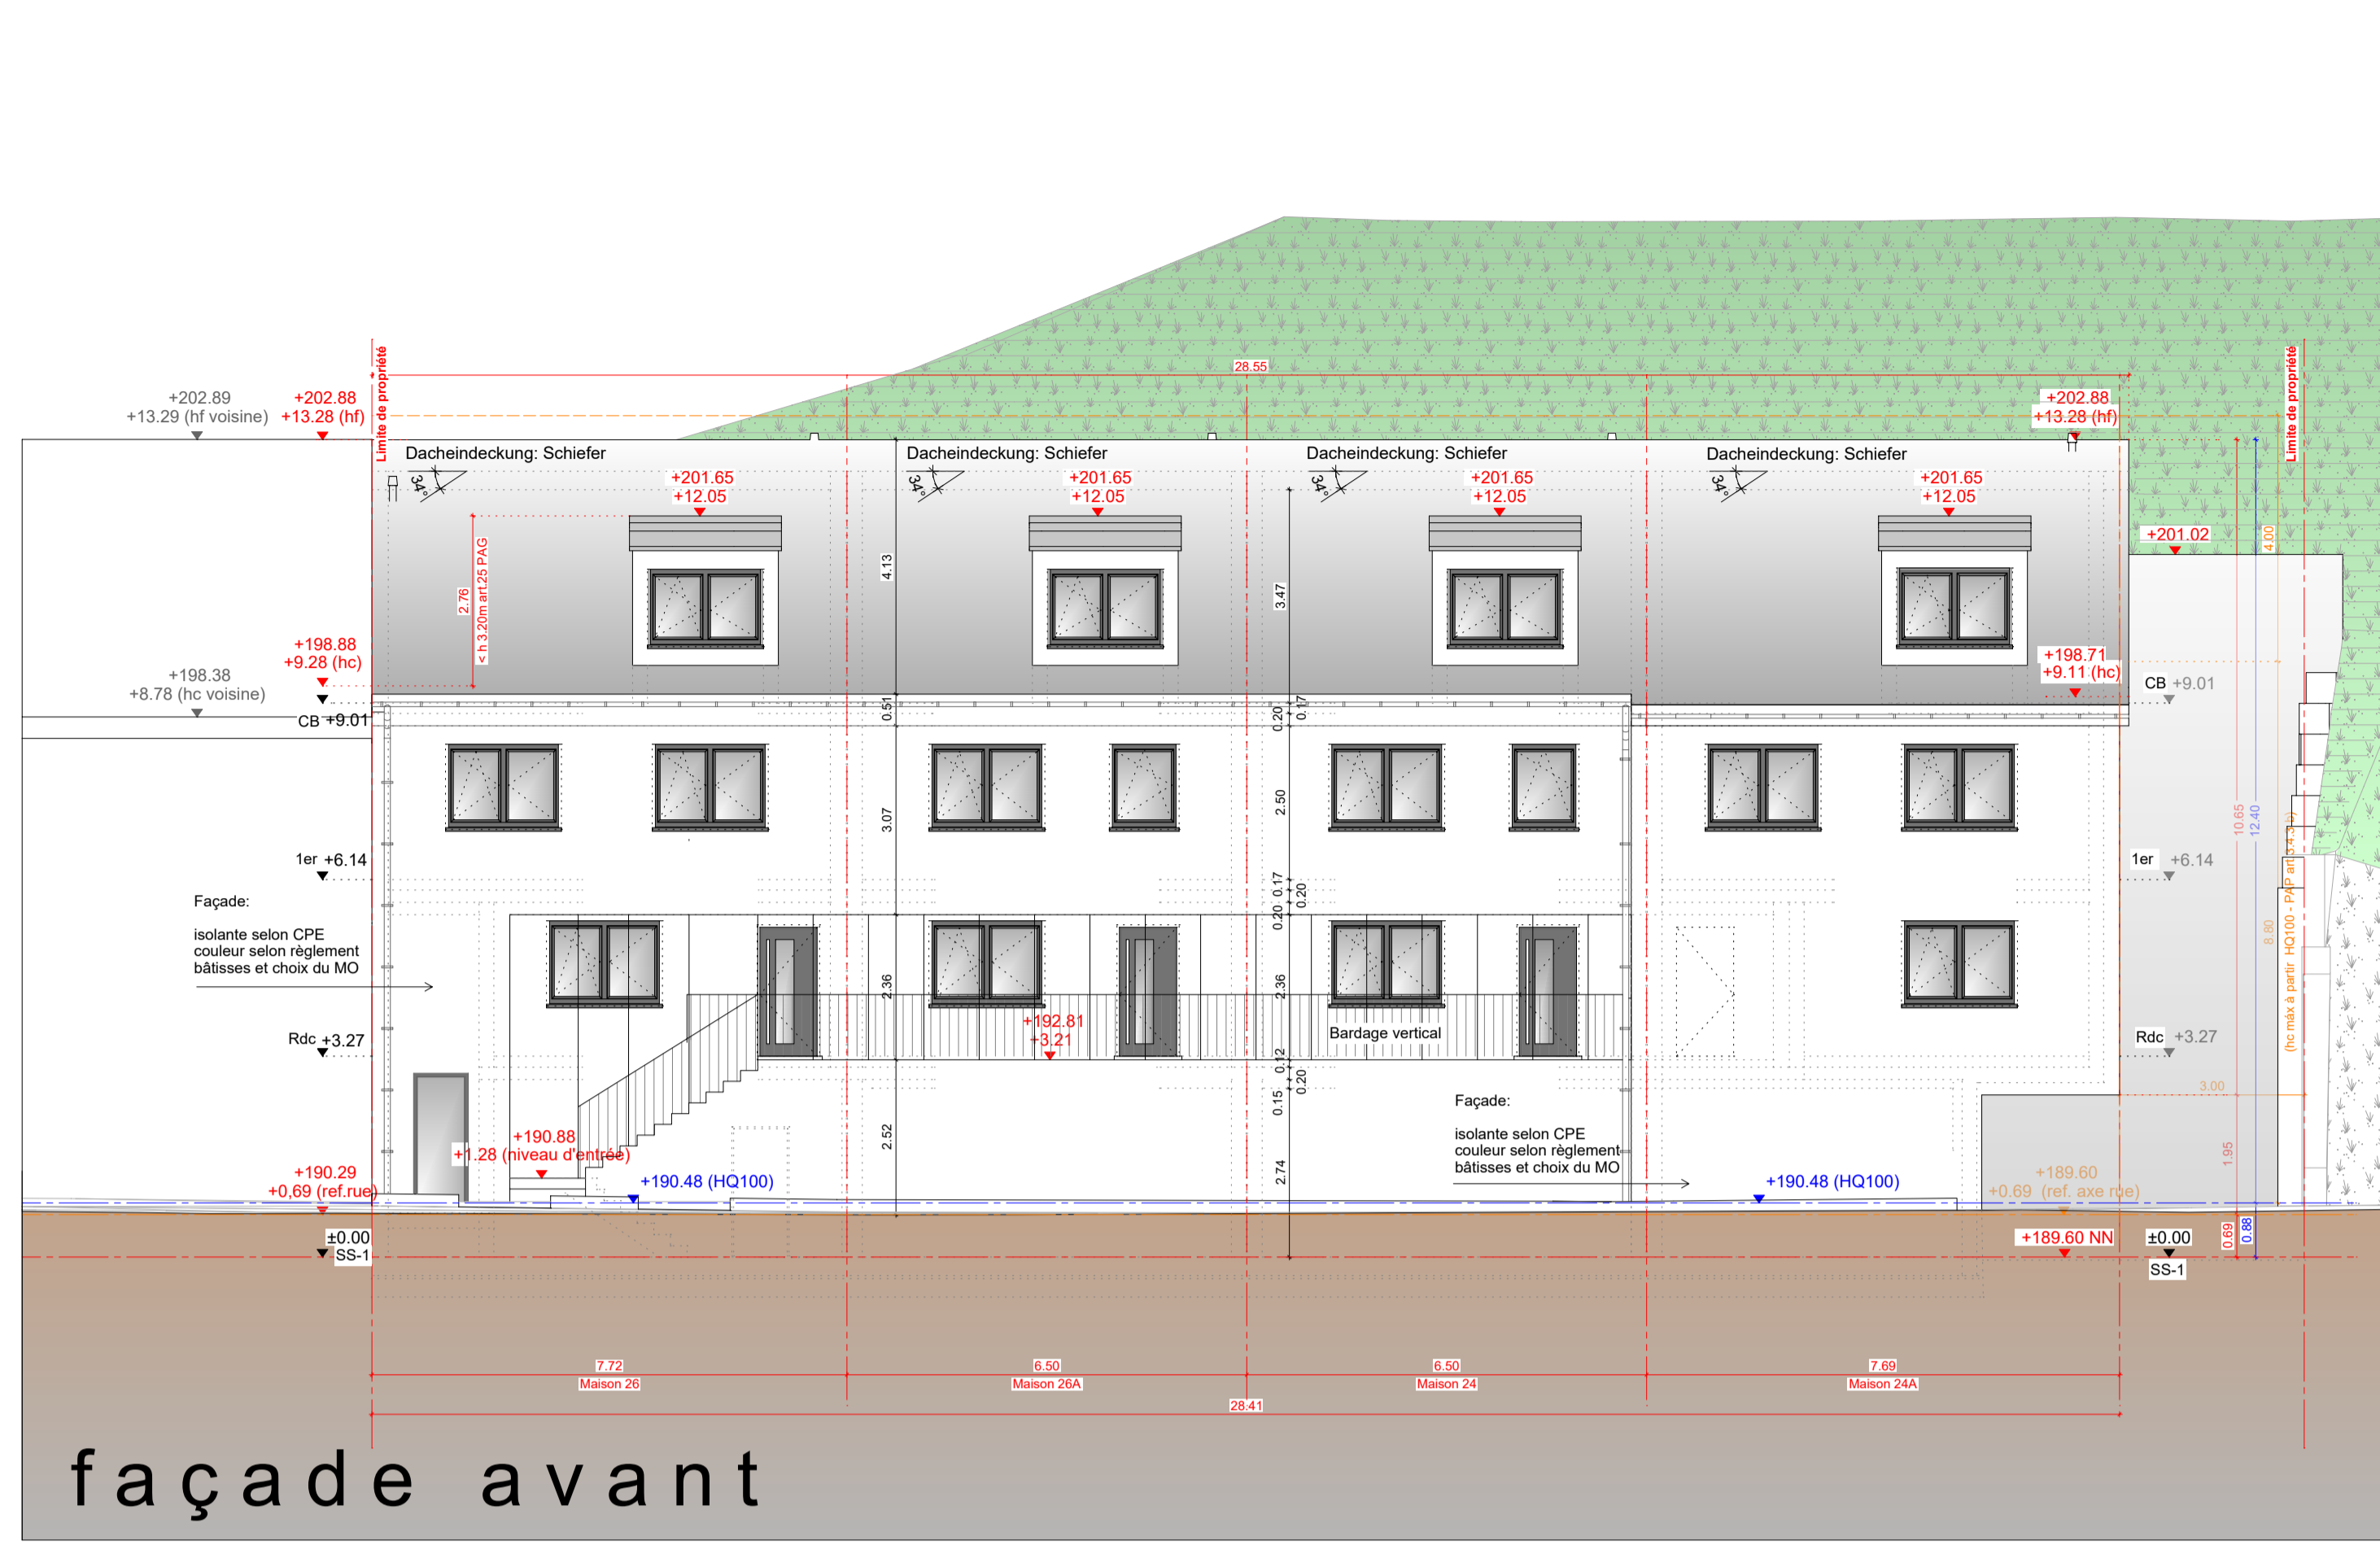 28.55
Limite de propriété
Limite de propriété
+202.89
+13.29 (hf voisine)
+202.88
+13.28 (hf)
+202.88
+13.28 (hf)
Dacheindeckung: Schiefer
Dacheindeckung: Schiefer
Dacheindeckung: Schiefer
Dacheindeckung: Schiefer
34°
34°
34°
34°
+201.65
+12.05
+201.65
+12.05
+201.65
+12.05
+201.65
+12.05
+201.02
4.00
2.76
< h 3.20m art.25 PAG
4.13
3.47
+198.88
+9.28 (hc)
+198.38
+8.78 (hc voisine)
CB +9.01
+198.71
+9.11 (hc)
CB +9.01
0.51
0.20
0.17
3.07
2.50
10.65
12.40
1er +6.14
1er +6.14
0.17
0.20
0.20
Façade:
isolante selon CPE
couleur selon règlement
bâtisses et choix du MO
8.80
(hc máx à partir HQ100 - PAP art.3.4.3 b)
2.36
2.36
+192.81
+3.21
Bardage vertical
Rdc +3.27
Rdc +3.27
0.12
0.20
0.15
3.00
Façade:
isolante selon CPE
couleur selon règlement
bâtisses et choix du MO
2.52
2.74
1.95
+190.88
+1.28 (niveau d'entrée)
+190.29
+0,69 (ref.rue)
+190.48 (HQ100)
+190.48 (HQ100)
+189.60
+0.69 (ref. axe rue)
±0.00
SS-1
+189.60 NN
±0.00
SS-1
0.69
0.88
7.72
6.50
6.50
7.69
Maison 26
Maison 26A
Maison 24
Maison 24A
28.41
façade avant